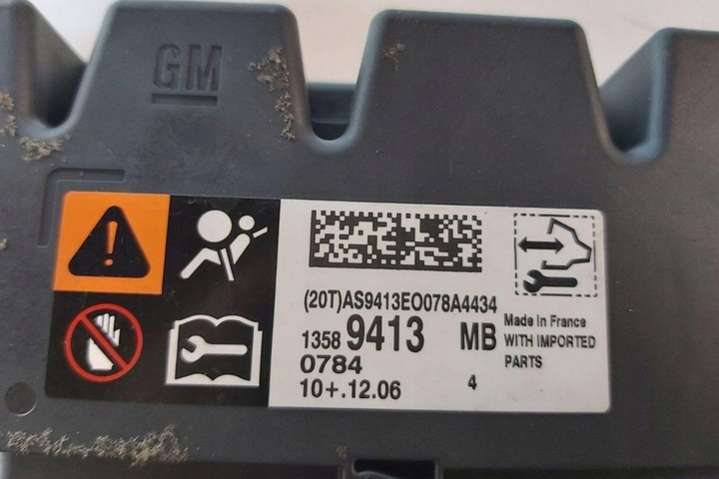 GM
(20T)AS9413EO078A4434
1358 9413 MB
0784
10+.12.06 4
Made In France
WITH IMPORTED
PARTS